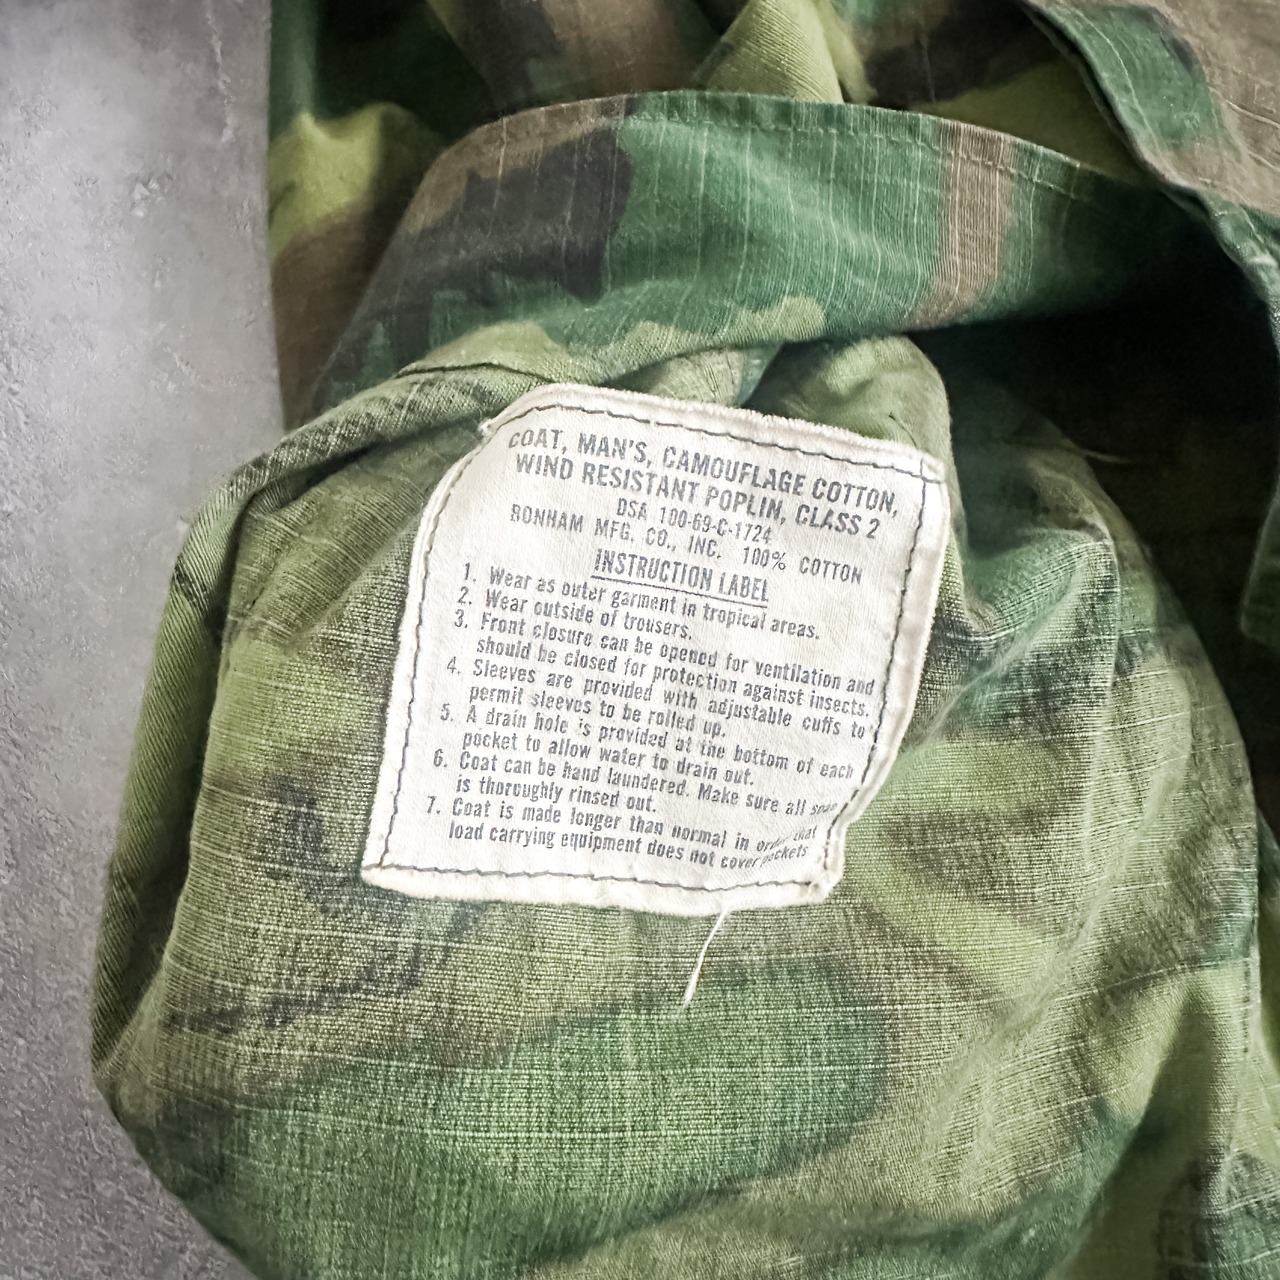 COAT, MAN'S, CAMOUFLAGE COTTON,
WIND RESISTANT POPLIN, CLASS 2
DSA 100-69-C-1724
BONHAM MFG. CO., INC. 100% COTTON
INSTRUCTION LABEL
1. Wear as outer garment in tropical areas.
2. Wear outside of trousers.
3. Front closure can be opened for ventilation and
should be closed for protection against insects.
4. Sleeves are provided with adjustable cuffs to
permit sleeves to be rolled up.
5. A drain hole is provided at the bottom of each
pocket to allow water to drain out.
6. Coat can be hand laundered. Make sure all soap
is thoroughly rinsed out.
7. Coat is made longer than normal in order that
load carrying equipment does not cover pockets